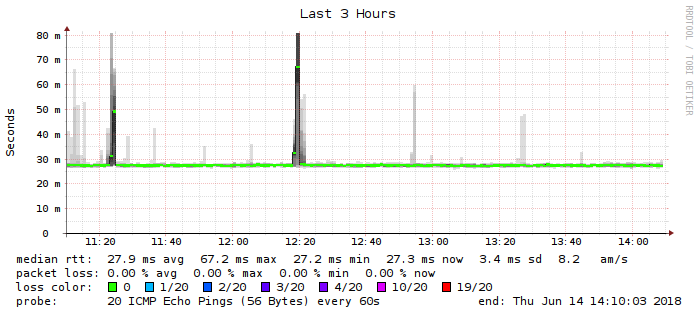 Last 3 Hours
RRDTOOL / TOBI OETIKER
Seconds
80 m
70 m
60 m
50 m
40 m
30 m
20 m
10 m
0
11:20 11:40 12:00 12:20 12:40 13:00 13:20 13:40 14:00
median rtt: 27.9 ms avg 67.2 ms max 27.2 ms min 27.3 ms now 3.4 ms sd 8.2 am/s
packet loss: 0.00 % avg 0.00 % max 0.00 % min 0.00 % now
loss color: 0 1/20 2/20 3/20 4/20 10/20 19/20
probe: 20 ICMP Echo Pings (56 Bytes) every 60s end: Thu Jun 14 14:10:03 2018